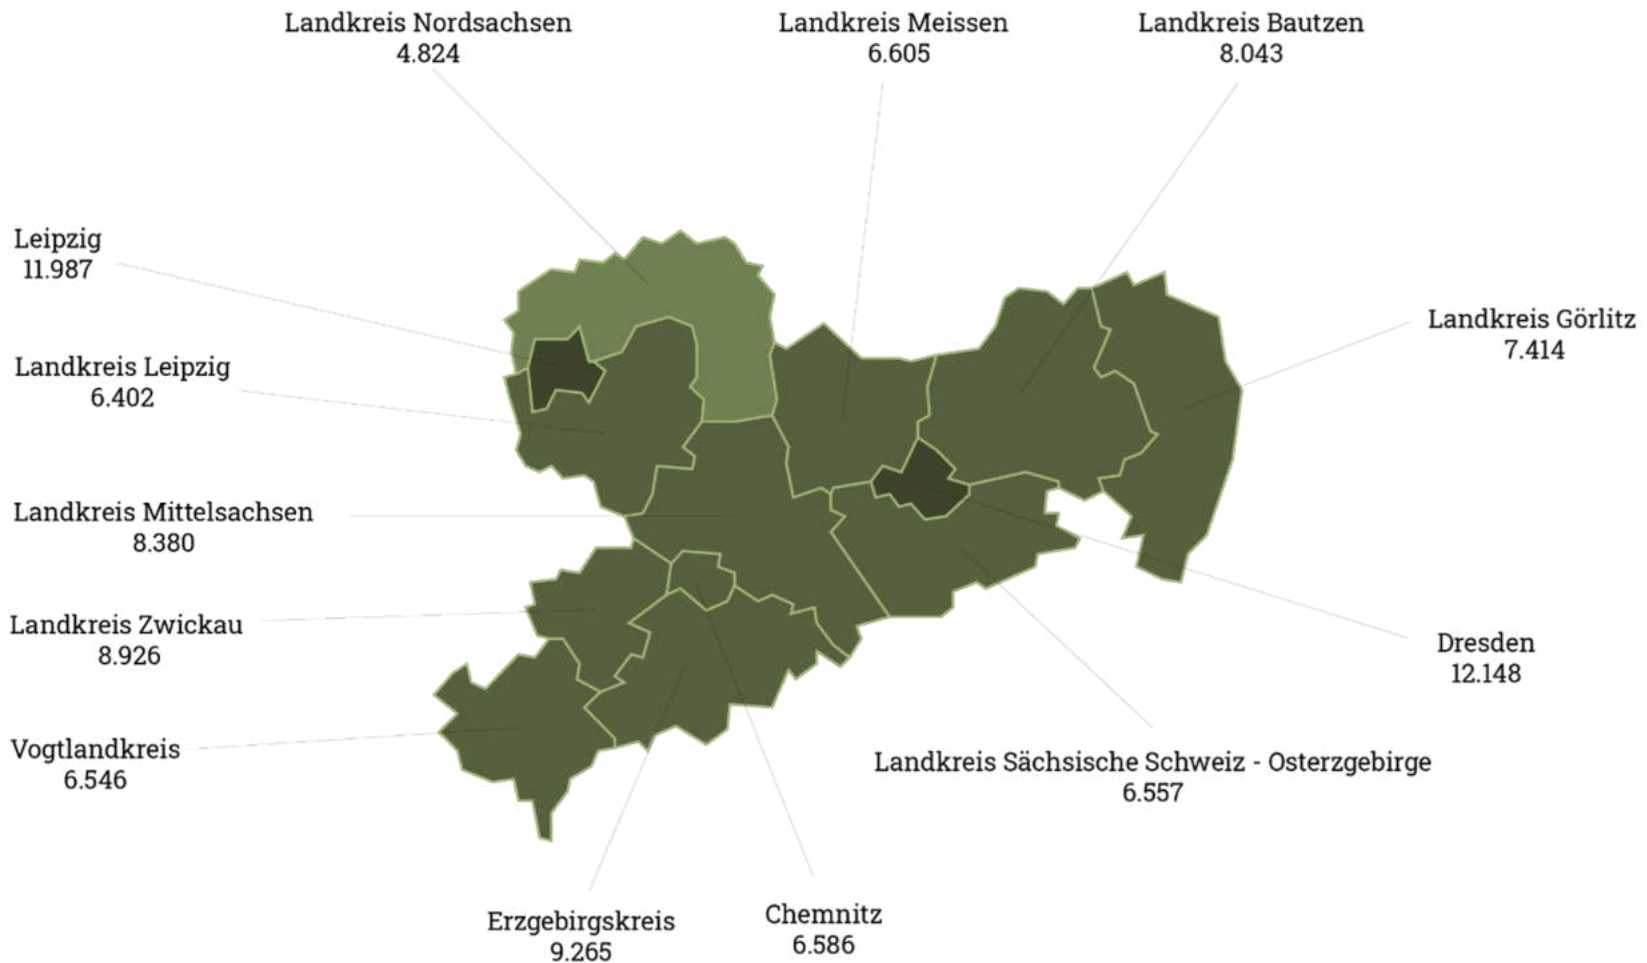 Landkreis Nordsachsen
4.824
Landkreis Meissen
6.605
Landkreis Bautzen
8.043
Leipzig
11.987
Landkreis Görlitz
7.414
Landkreis Leipzig
6.402
Landkreis Mittelsachsen
8.380
Landkreis Zwickau
8.926
Dresden
12.148
Vogtlandkreis
6.546
Landkreis Sächsische Schweiz - Osterzgebirge
6.557
Erzgebirgskreis
9.265
Chemnitz
6.586